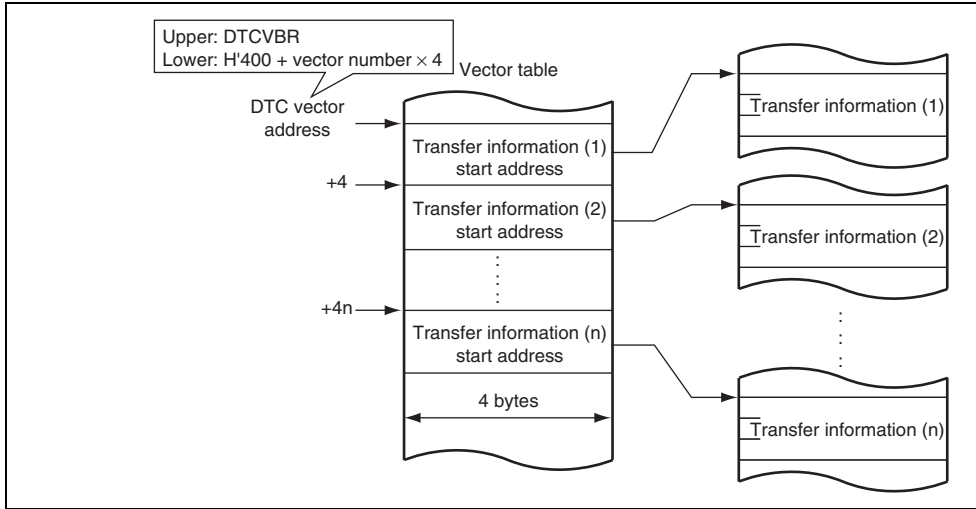 Upper: DTCVBR
Lower: H'400 + vector number × 4
Vector table
DTC vector
address
Transfer information (1)
start address
+4
Transfer information (2)
start address
+4n
Transfer information (n)
start address
4 bytes
Transfer information (1)
Transfer information (2)
Transfer information (n)